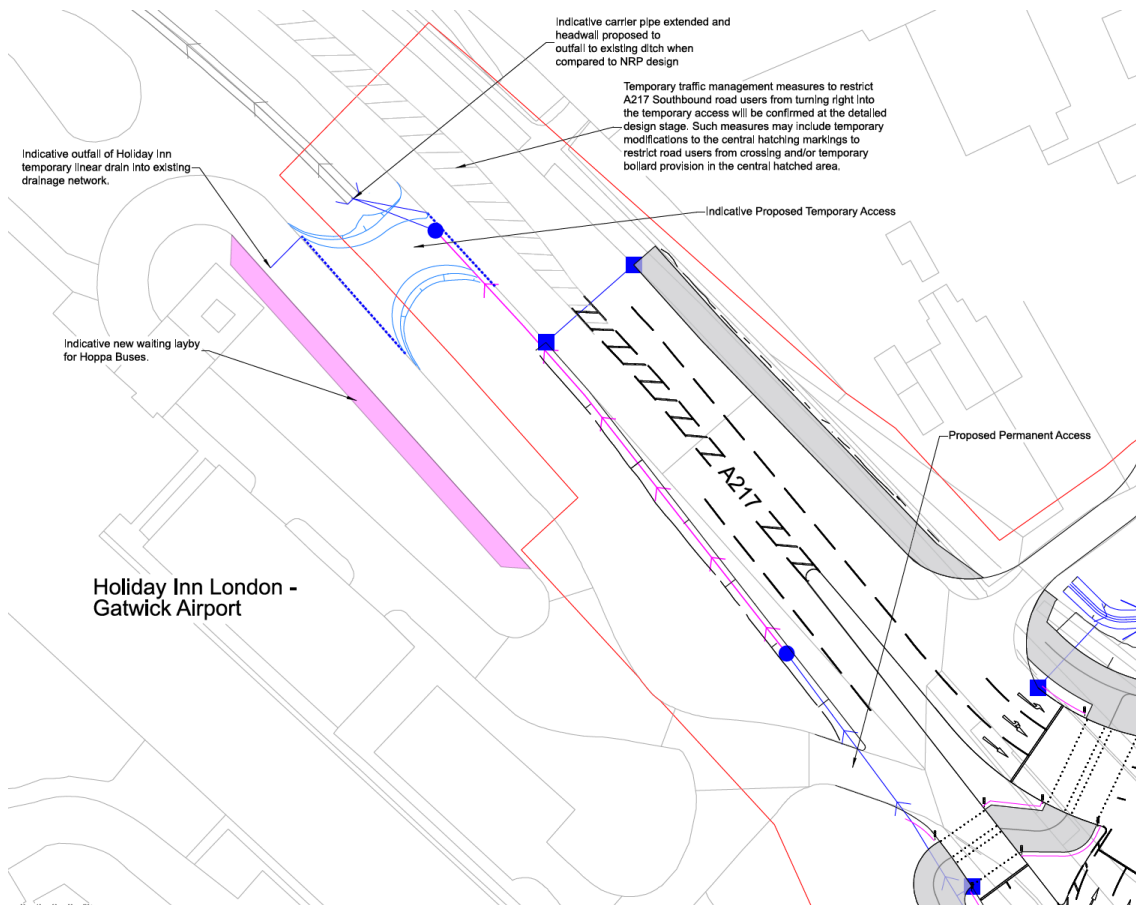 Indicative carrier pipe extended and
headwall proposed to
outfall to existing ditch when
compared to NRP design
Temporary traffic management measures to restrict
A217 Southbound road users from turning right into
the temporary access will be confirmed at the detailed
design stage. Such measures may include temporary
modifications to the central hatching markings to
restrict road users from crossing and/or temporary
bollard provision in the central hatched area.
Indicative outfall of Holiday Inn
temporary linear drain into existing
drainage network.
Indicative Proposed Temporary Access
Indicative new waiting layby
for Hoppa Buses.
Proposed Permanent Access
A217
Holiday Inn London -
Gatwick Airport